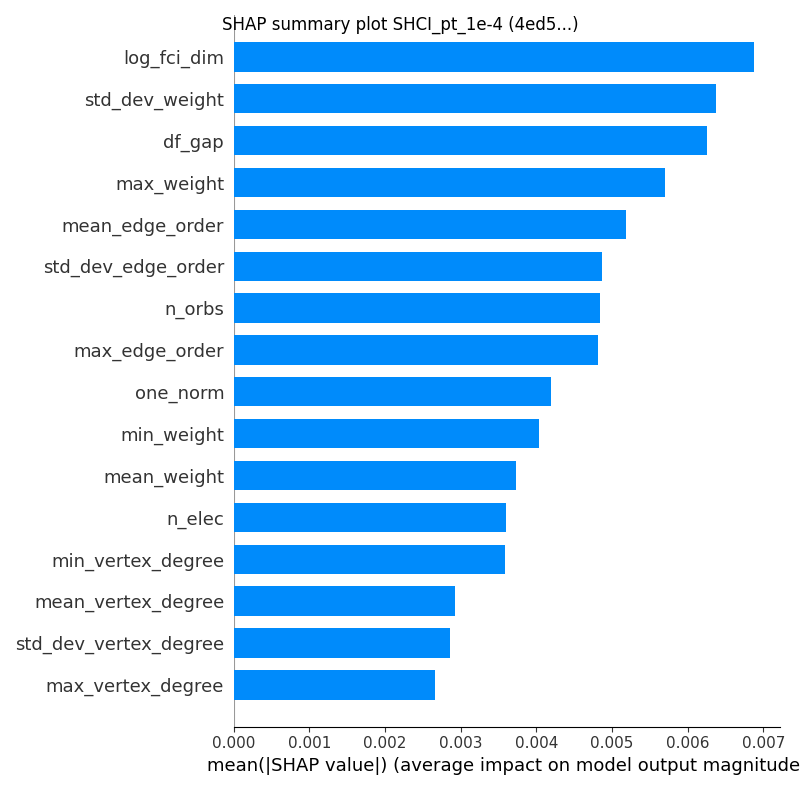 SHAP summary plot SHCI_pt_1e-4 (4ed5...)
log_fci_dim
std_dev_weight
df_gap
max_weight
mean_edge_order
std_dev_edge_order
n_orbs
max_edge_order
one_norm
min_weight
mean_weight
n_elec
min_vertex_degree
mean_vertex_degree
std_dev_vertex_degree
max_vertex_degree
0.000 0.001 0.002 0.003 0.004 0.005 0.006 0.007
mean(|SHAP value|) (average impact on model output magnitude